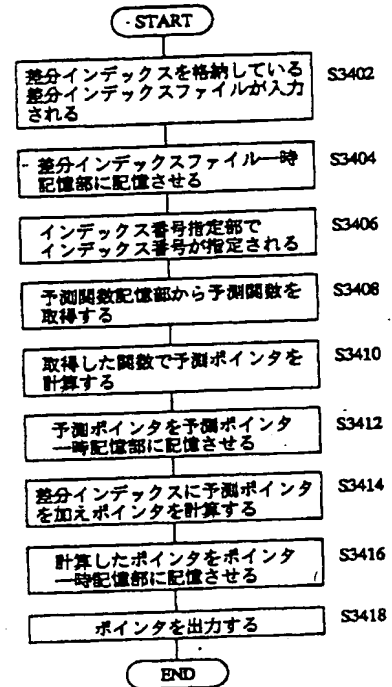 START
差分インデックスを格納している
差分インデックスファイルが入力
される
S3402
差分インデックスファイル一時
記憶部に記憶させる
S3404
インデックス番号指定部で
インデックス番号が指定される
S3406
予測関数記憶部から予測関数を
取得する
S3408
取得した関数で予測ポインタを
計算する
S3410
予測ポインタを予測ポインタ
一時記憶部に記憶させる
S3412
差分インデックスに予測ポインタ
を加えポインタを計算する
S3414
計算したポインタをポインタ
一時記憶部に記憶させる
S3416
ポインタを出力する
S3418
END